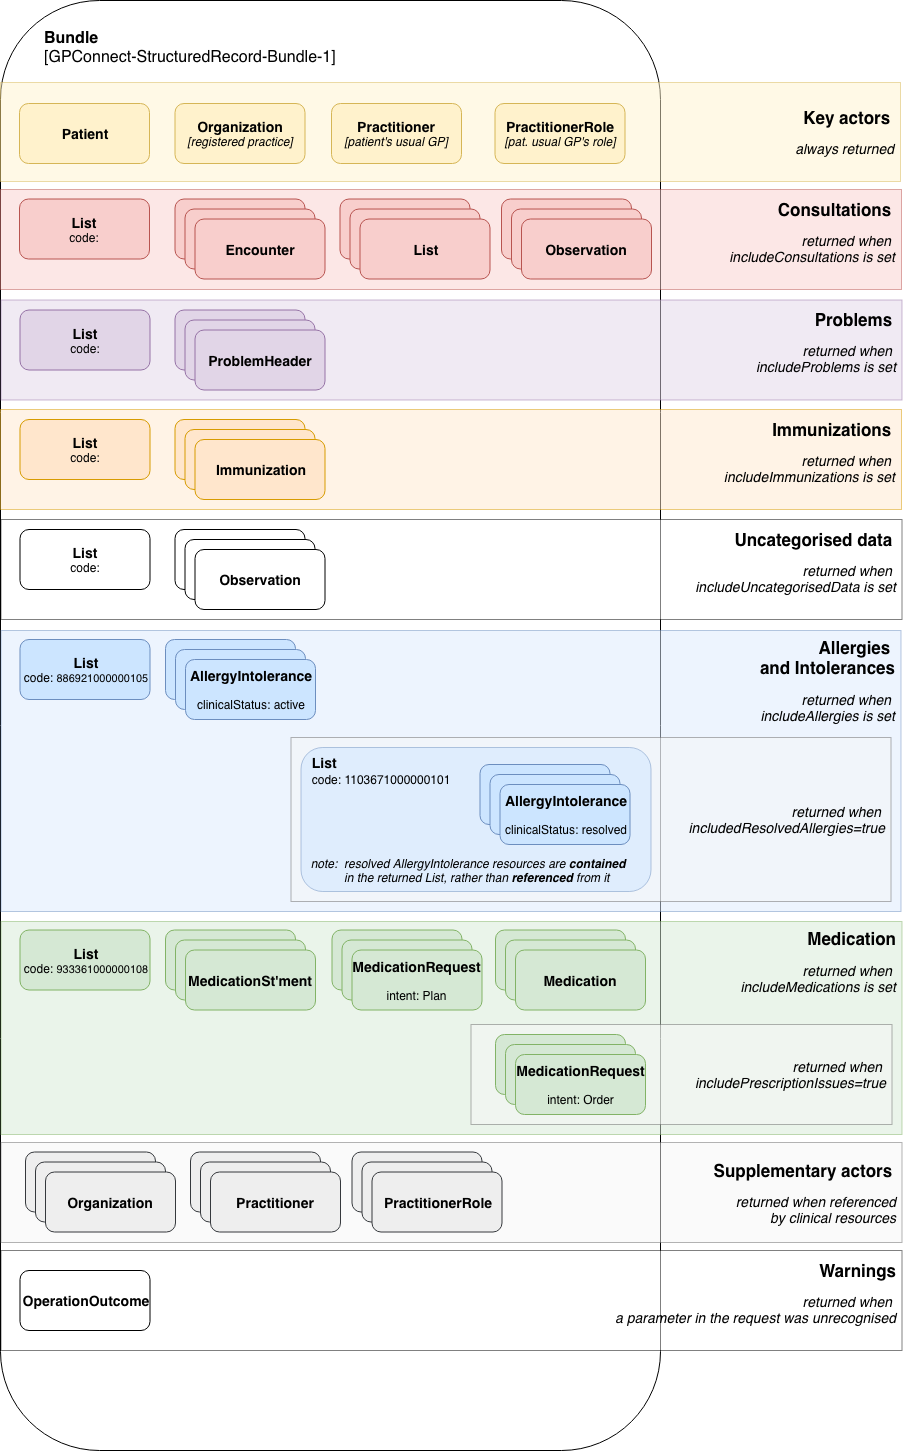 Bundle
[GPConnect-StructuredRecord-Bundle-1]
Key actors
always returned
Patient
Organization
[registered practice]
Practitioner
[patient's usual GP]
PractitionerRole
[pat. usual GP's role]
Consultations
returned when
includeConsultations is set
List
code:
Encounter
List
Observation
Problems
returned when
includeProblems is set
List
code:
ProblemHeader
Immunizations
returned when
includeImmunizations is set
List
code:
Immunization
Uncategorised data
returned when
includeUncategorisedData is set
List
code:
Observation
Allergies
and Intolerances
returned when
includeAllergies is set
List
code: 886921000000105
AllergyIntolerance
clinicalStatus: active
List
code: 1103671000000101
AllergyIntolerance
clinicalStatus: resolved
note: resolved AllergyIntolerance resources are contained
in the returned List, rather than referenced from it
returned when
includedResolvedAllergies=true
Medication
returned when
includeMedications is set
List
code: 933361000000108
MedicationSt'ment
MedicationRequest
intent: Plan
Medication
MedicationRequest
intent: Order
returned when
includePrescriptionIssues=true
Supplementary actors
returned when referenced
by clinical resources
Organization
Practitioner
PractitionerRole
Warnings
returned when
a parameter in the request was unrecognised
OperationOutcome